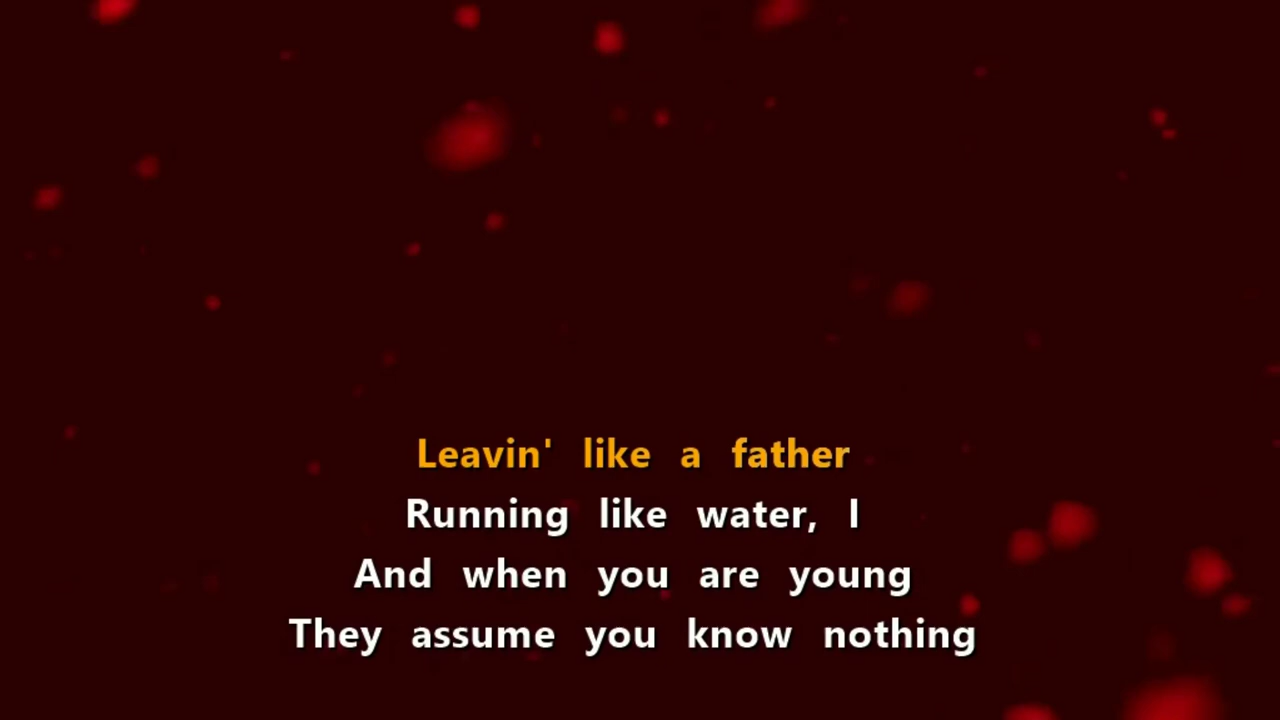 Leavin' like a father
Running like water, I
And when you are young
They assume you know nothing